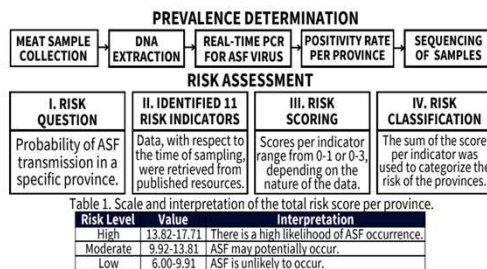 PREVALENCE DETERMINATION
MEAT SAMPLE
COLLECTION
DNA
EXTRACTION
REAL-TIME PCR
FOR ASF VIRUS
POSITIVITY RATE
PER PROVINCE
SEQUENCING
OF SAMPLES
RISK ASSESSMENT
I. RISK
QUESTION
Probability of ASF
transmission in a
specific province.
II. IDENTIFIED 11
RISK INDICATORS
Data, with respect to
the time of sampling,
were retrieved from
published resources.
III. RISK
SCORING
Scores per indicator
range from 0-1 or 0-3,
depending on the
nature of the data.
IV. RISK
CLASSIFICATION
The sum of the score
per indicator was
used to categorize the
risk of the provinces.
Table 1. Scale and interpretation of the total risk score per province.
Risk Level Value Interpretation
High 13.82-17.71 There is a high likelihood of ASF occurrence.
Moderate 9.92-13.81 ASF may potentially occur.
Low 6.00-9.91 ASF is unlikely to occur.